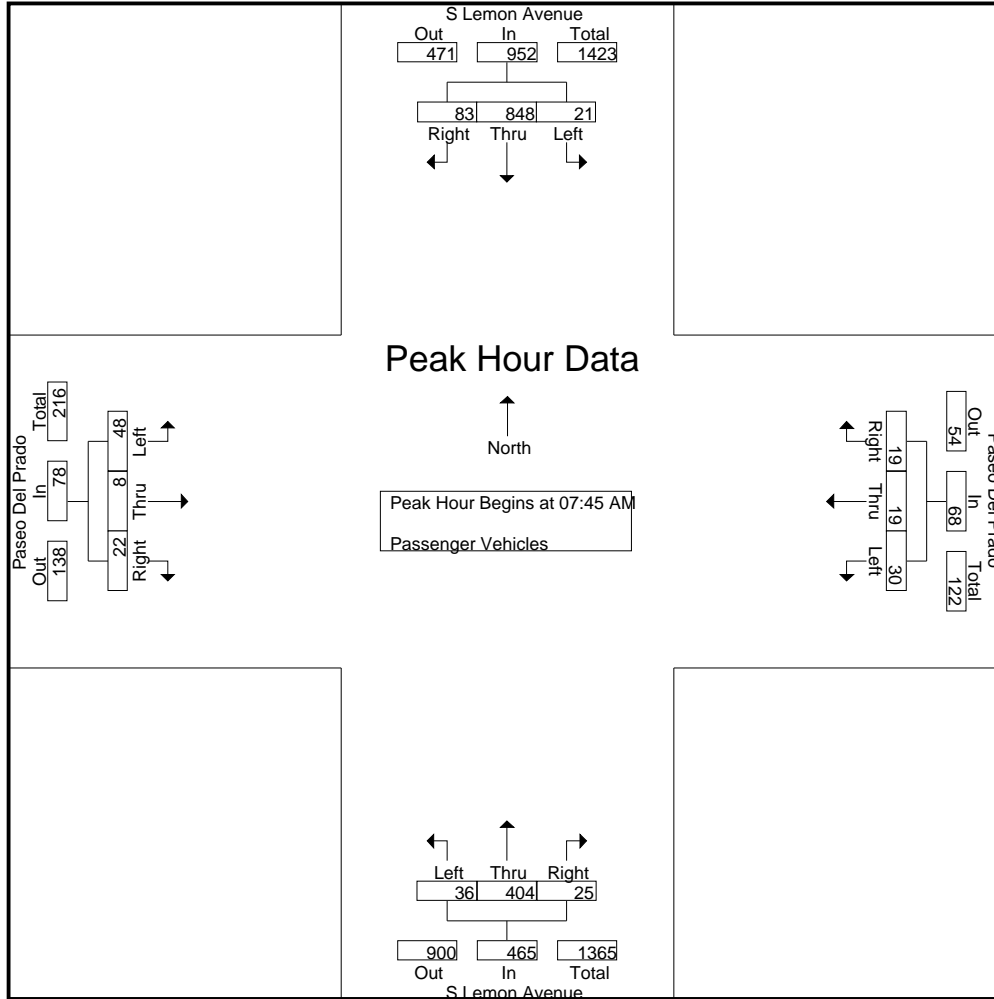 S Lemon Avenue
Out In Total
471 952 1423
83 848 21
Right Thru Left
Peak Hour Data
North
Peak Hour Begins at 07:45 AM
Passenger Vehicles
Paseo Del Prado
Total In Out
216 78 138
48 8 22
Left Thru Right
Right Thru Left
19 19 30
Out In Total
54 68 122
Paseo Del Prado
Left Thru Right
36 404 25
900 465 1365
Out In Total
S Lemon Avenue